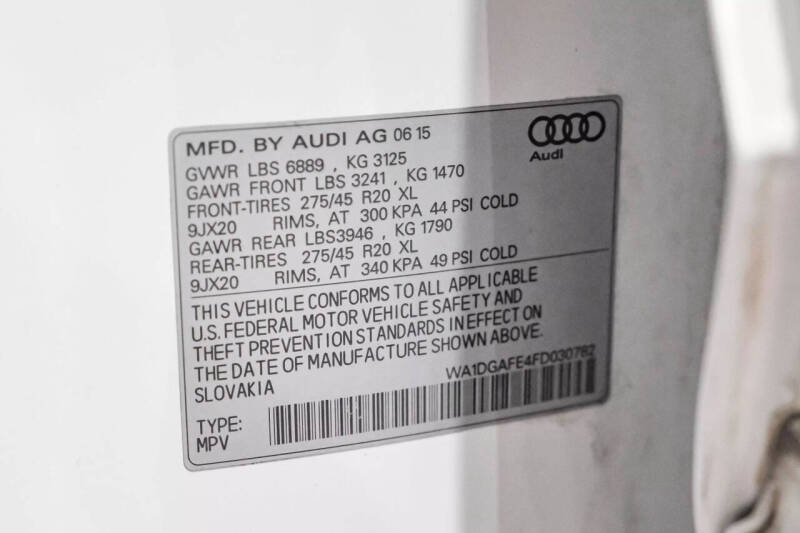 MFD. BY AUDI AG 06 15
Audi
GVWR LBS 6889 , KG 3125
GAWR FRONT LBS 3241 , KG 1470
FRONT-TIRES 275/45 R20 XL
9JX20 RIMS, AT 300 KPA 44 PSI COLD
GAWR REAR LBS3946 , KG 1790
REAR-TIRES 275/45 R20 XL
9JX20 RIMS, AT 340 KPA 49 PSI COLD
THIS VEHICLE CONFORMS TO ALL APPLICABLE
U.S. FEDERAL MOTOR VEHICLE SAFETY AND
THEFT PREVENTION STANDARDS IN EFFECT ON
THE DATE OF MANUFACTURE SHOWN ABOVE.
SLOVAKIA
WA1DGAFE4FD030782
TYPE:
MPV